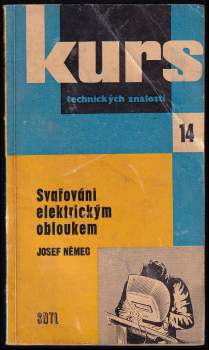 kurs
technických znalostí
14
Svařování
elektrickým
obloukem
JOSEF NĚMEC
SNTL